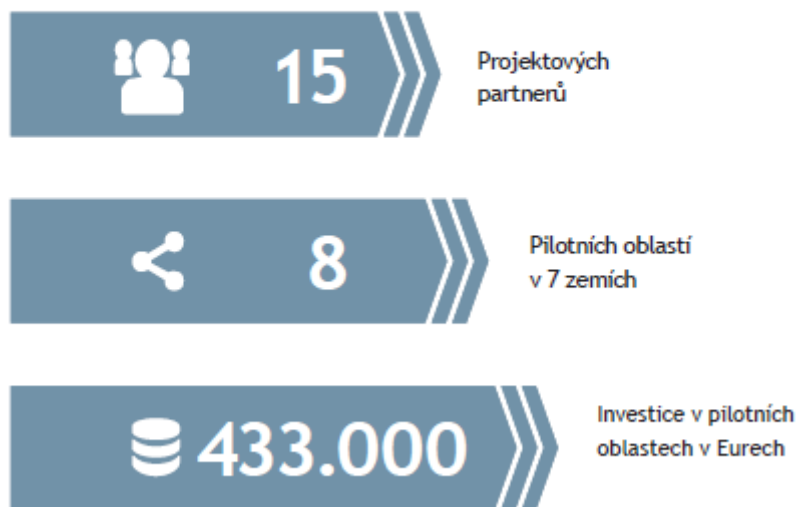 15
Projektových
partnerů
8
Pilotních oblastí
v 7 zemích
433.000
Investice v pilotních
oblastech v Eurech